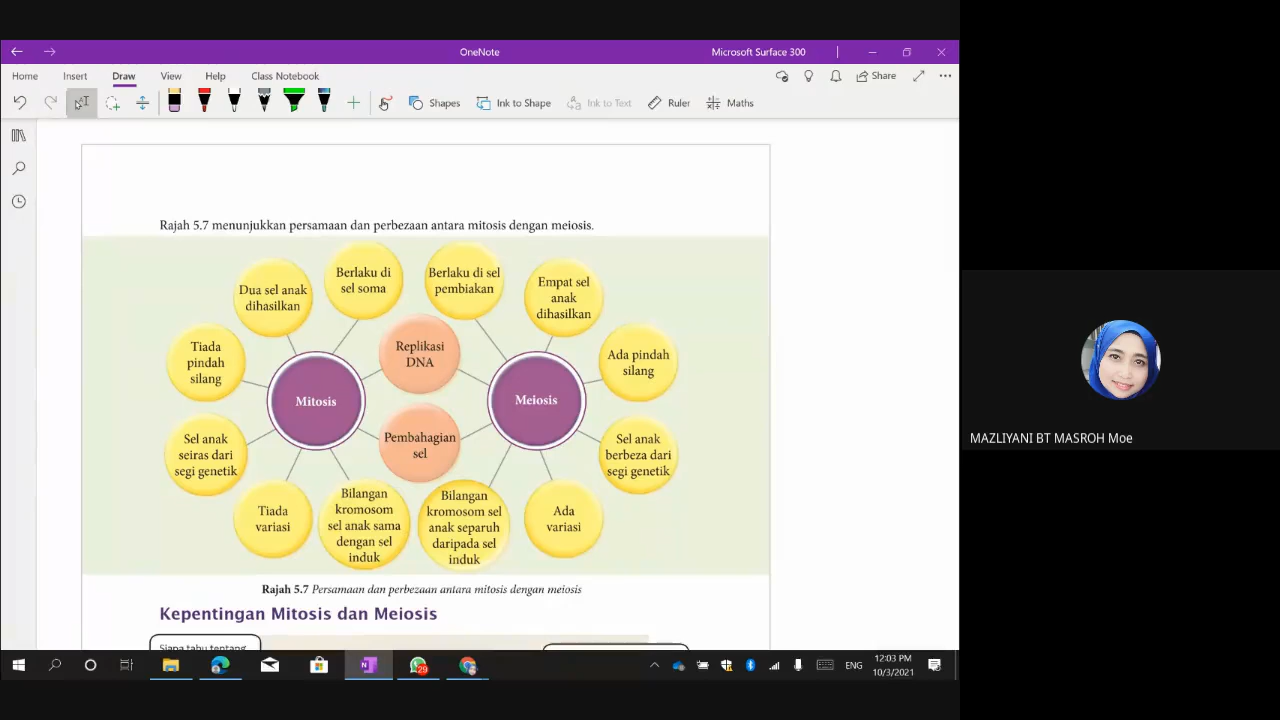 OneNote
Microsoft Surface 300
Home Insert Draw View Help Class Notebook
Share
Shapes Ink to Shape Ink to Text Ruler Maths
Rajah 5.7 menunjukkan persamaan dan perbezaan antara mitosis dengan meiosis.
Dua sel anak
dihasilkan
Berlaku di
sel soma
Berlaku di sel
pembiakan
Empat sel
anak
dihasilkan
Tiada
pindah
silang
Replikasi
DNA
Ada pindah
silang
Mitosis
Meiosis
Sel anak
seiras dari
segi genetik
Pembahagian
sel
Sel anak
berbeza dari
segi genetik
Tiada
variasi
Bilangan
kromosom
sel anak sama
dengan sel
induk
Bilangan
kromosom sel
anak separuh
daripada sel
induk
Ada
variasi
Rajah 5.7 Persamaan dan perbezaan antara mitosis dengan meiosis
Kepentingan Mitosis dan Meiosis
Siapa tahu tentang
MAZLIYANI BT MASROH Moe
29
ENG
12:03 PM
10/3/2021